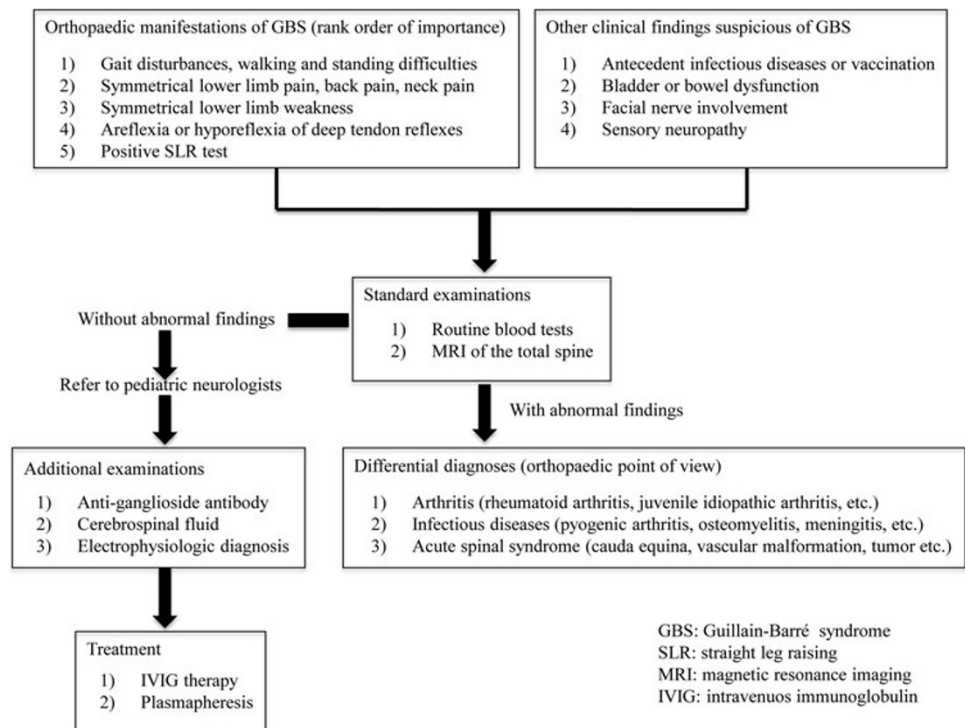 Orthopaedic manifestations of GBS (rank order of importance)
1) Gait disturbances, walking and standing difficulties
2) Symmetrical lower limb pain, back pain, neck pain
3) Symmetrical lower limb weakness
4) Areflexia or hyporeflexia of deep tendon reflexes
5) Positive SLR test
Other clinical findings suspicious of GBS
1) Antecedent infectious diseases or vaccination
2) Bladder or bowel dysfunction
3) Facial nerve involvement
4) Sensory neuropathy
Standard examinations
1) Routine blood tests
2) MRI of the total spine
Without abnormal findings
Refer to pediatric neurologists
With abnormal findings
Additional examinations
1) Anti-ganglioside antibody
2) Cerebrospinal fluid
3) Electrophysiologic diagnosis
Differential diagnoses (orthopaedic point of view)
1) Arthritis (rheumatoid arthritis, juvenile idiopathic arthritis, etc.)
2) Infectious diseases (pyogenic arthritis, osteomyelitis, meningitis, etc.)
3) Acute spinal syndrome (cauda equina, vascular malformation, tumor etc.)
Treatment
1) IVIG therapy
2) Plasmapheresis
GBS: Guillain-Barré syndrome
SLR: straight leg raising
MRI: magnetic resonance imaging
IVIG: intravenuos immunoglobulin